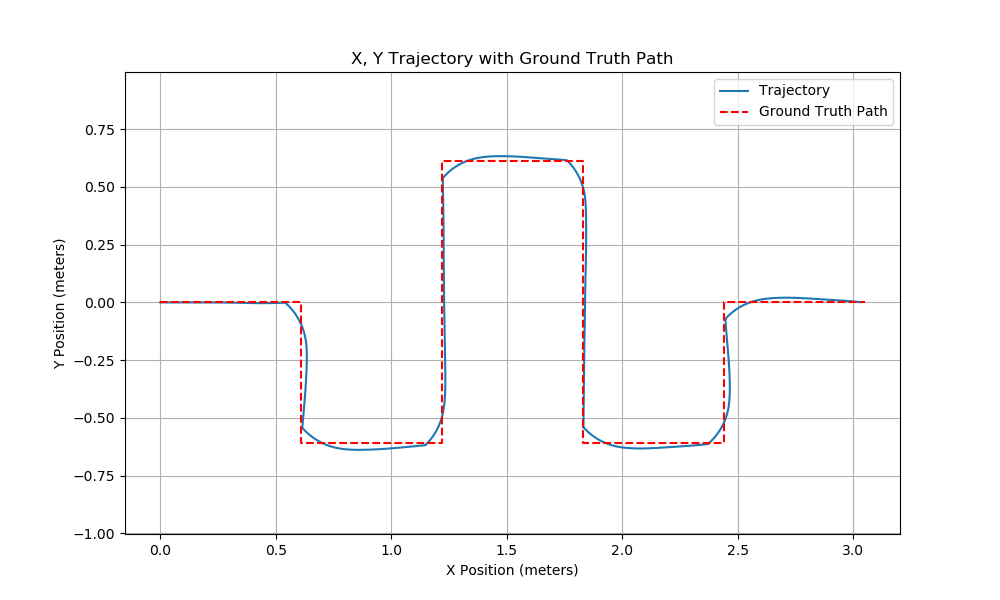 X, Y Trajectory with Ground Truth Path
Trajectory
Ground Truth Path
Y Position (meters)
0.75
0.50
0.25
0.00
−0.25
−0.50
−0.75
−1.00
0.0 0.5 1.0 1.5 2.0 2.5 3.0
X Position (meters)